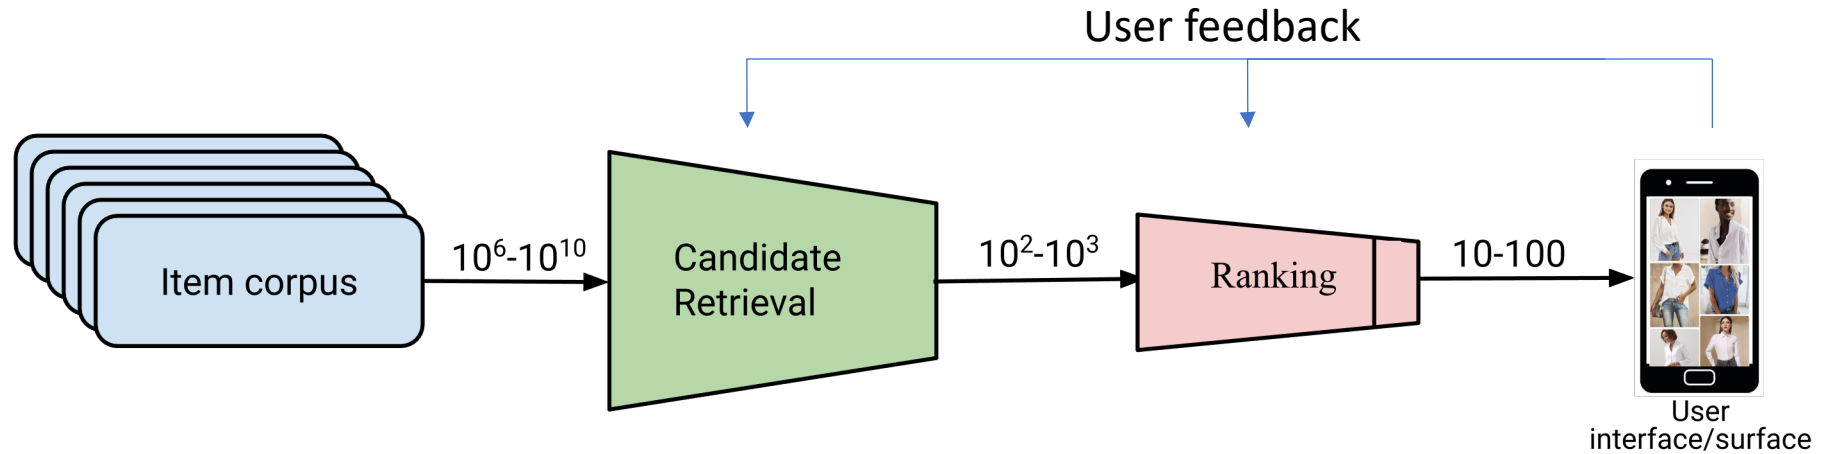 User feedback
Item corpus
10⁶-10¹⁰
Candidate
Retrieval
10²-10³
Ranking
10-100
User
interface/surface